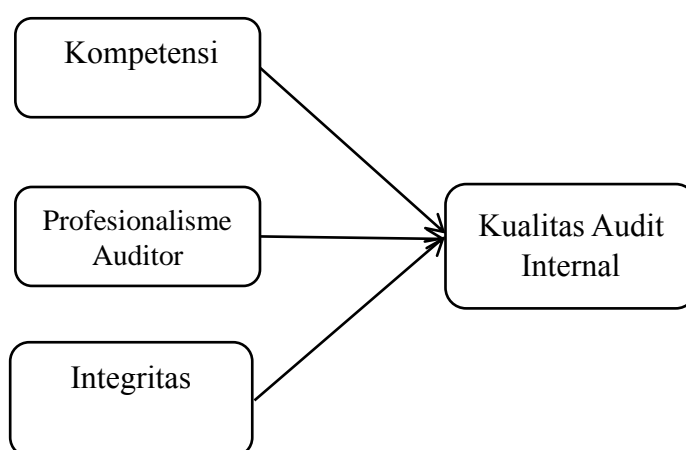 Kompetensi
Profesionalisme
Auditor
Kualitas Audit
Internal
Integritas